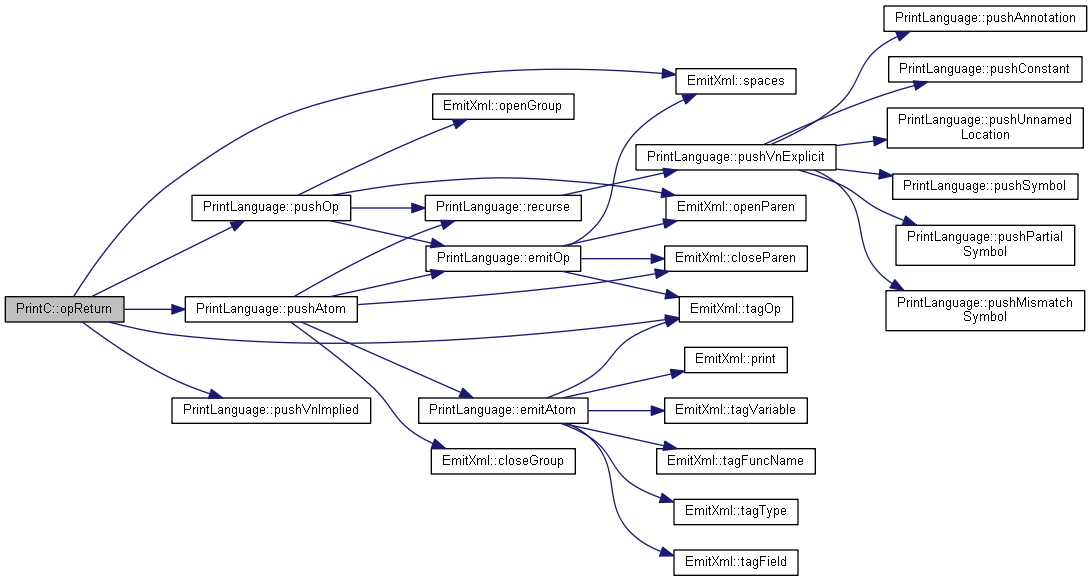 PrintLanguage::pushAnnotation
PrintLanguage::pushConstant
EmitXml::spaces
EmitXml::openGroup
PrintLanguage::pushUnnamed
Location
PrintLanguage::pushVnExplicit
PrintLanguage::pushSymbol
PrintLanguage::pushOp
PrintLanguage::recurse
EmitXml::openParen
PrintLanguage::pushPartial
Symbol
PrintLanguage::emitOp
EmitXml::closeParen
PrintC::opReturn
PrintLanguage::pushAtom
EmitXml::tagOp
PrintLanguage::pushMismatch
Symbol
EmitXml::print
PrintLanguage::pushVnImplied
PrintLanguage::emitAtom
EmitXml::tagVariable
EmitXml::closeGroup
EmitXml::tagFuncName
EmitXml::tagType
EmitXml::tagField